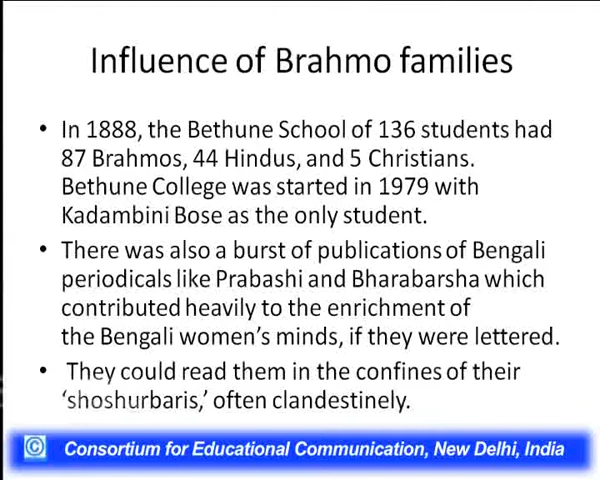 Influence of Brahmo families
• In 1888, the Bethune School of 136 students had
87 Brahmos, 44 Hindus, and 5 Christians.
Bethune College was started in 1979 with
Kadambini Bose as the only student.
• There was also a burst of publications of Bengali
periodicals like Prabashi and Bharabarsha which
contributed heavily to the enrichment of
the Bengali women's minds, if they were lettered.
• They could read them in the confines of their
‘shoshurbaris,’ often clandestinely.
© Consortium for Educational Communication, New Delhi, India